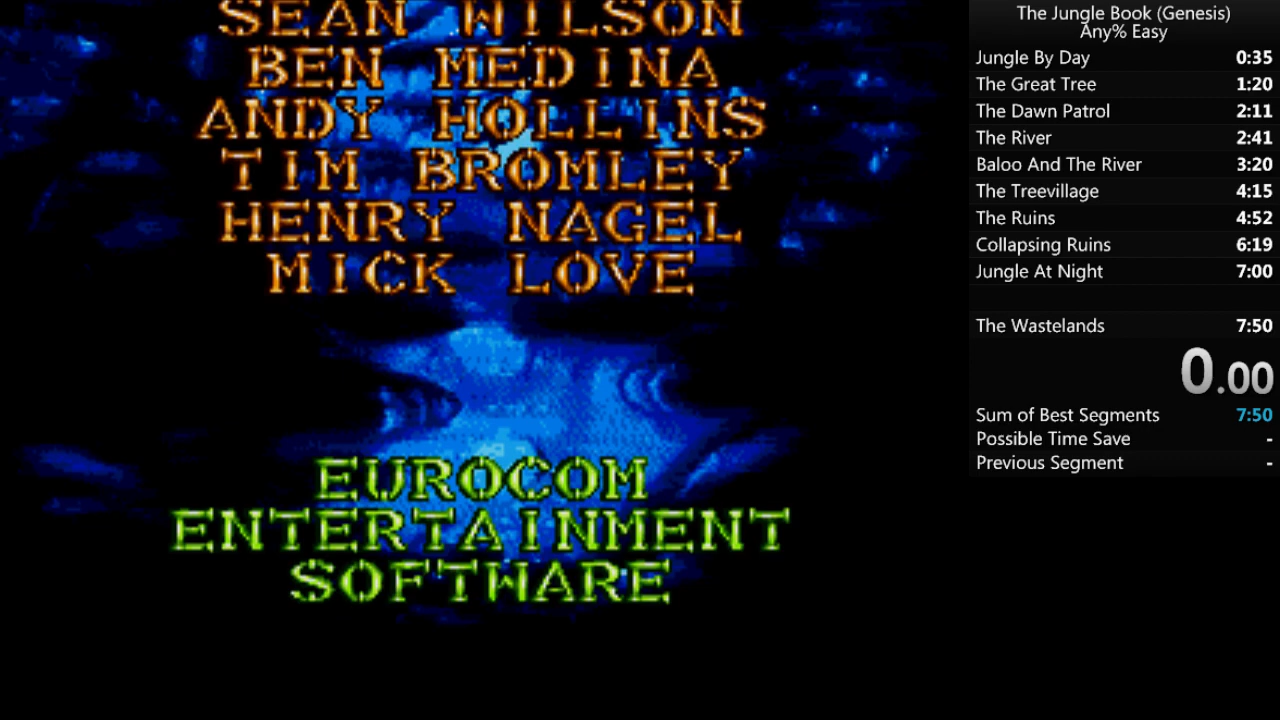 SEAN WILSON
BEN MEDINA
ANDY HOLLINS
TIM BROMLEY
HENRY NAGEL
MICK LOVE
EUROCOM
ENTERTAINMENT
SOFTWARE
The Jungle Book (Genesis)
Any% Easy
Jungle By Day 0:35
The Great Tree 1:20
The Dawn Patrol 2:11
The River 2:41
Baloo And The River 3:20
The Treevillage 4:15
The Ruins 4:52
Collapsing Ruins 6:19
Jungle At Night 7:00
The Wastelands 7:50
0.00
Sum of Best Segments 7:50
Possible Time Save -
Previous Segment -